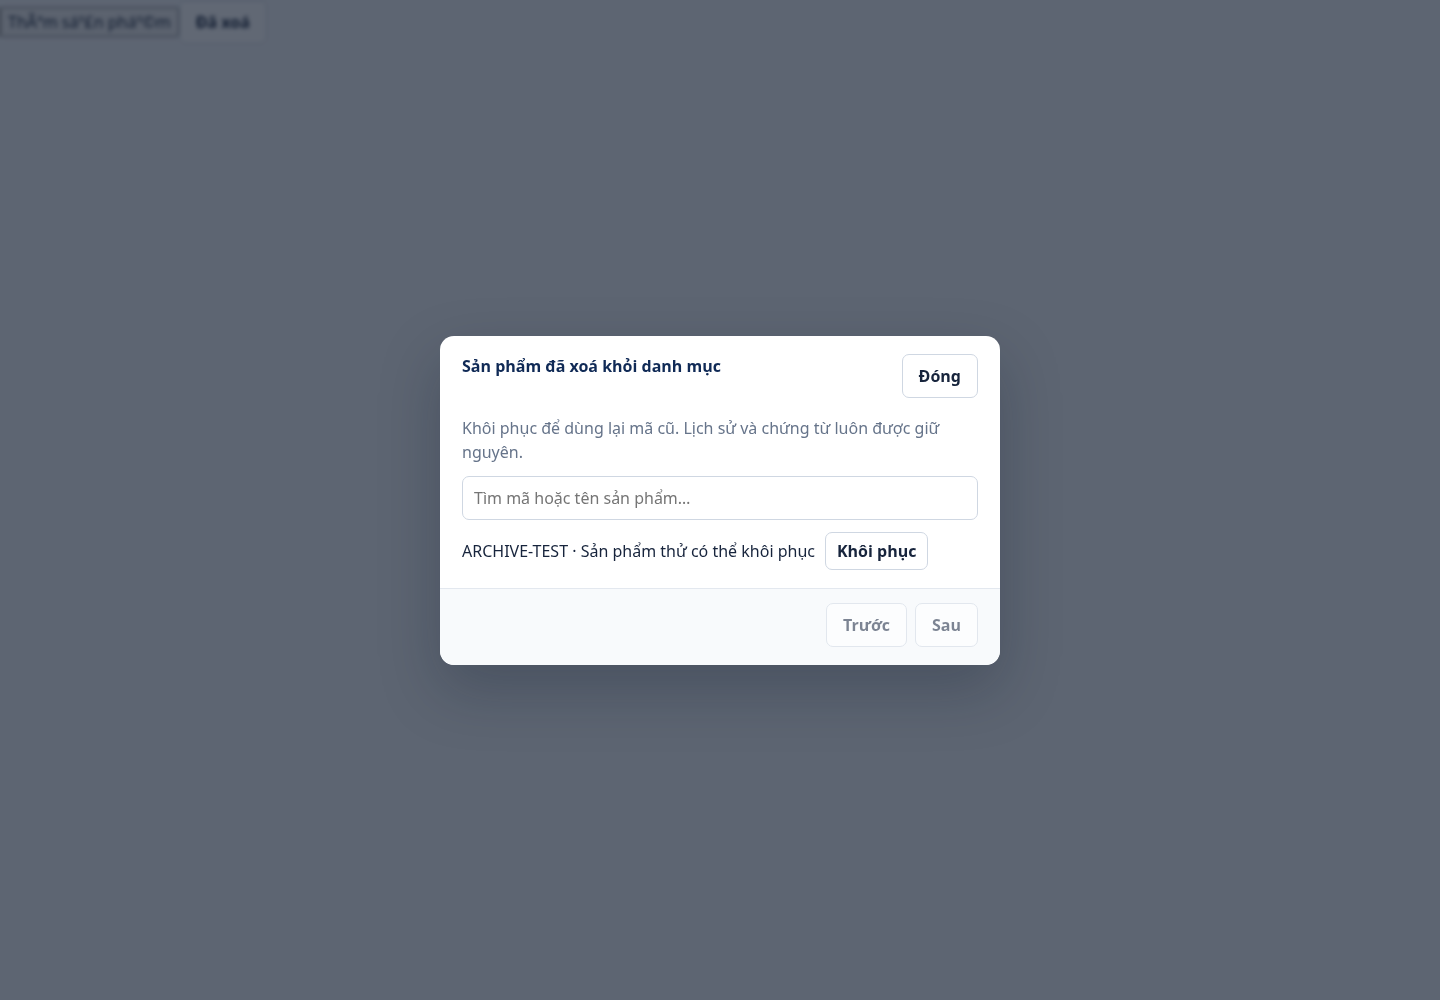 Đã xoá
Sản phẩm đã xoá khỏi danh mục
Đóng
Khôi phục để dùng lại mã cũ. Lịch sử và chứng từ luôn được giữ
nguyên.
Tìm mã hoặc tên sản phẩm...
ARCHIVE-TEST · Sản phẩm thử có thể khôi phục
Khôi phục
Trước
Sau